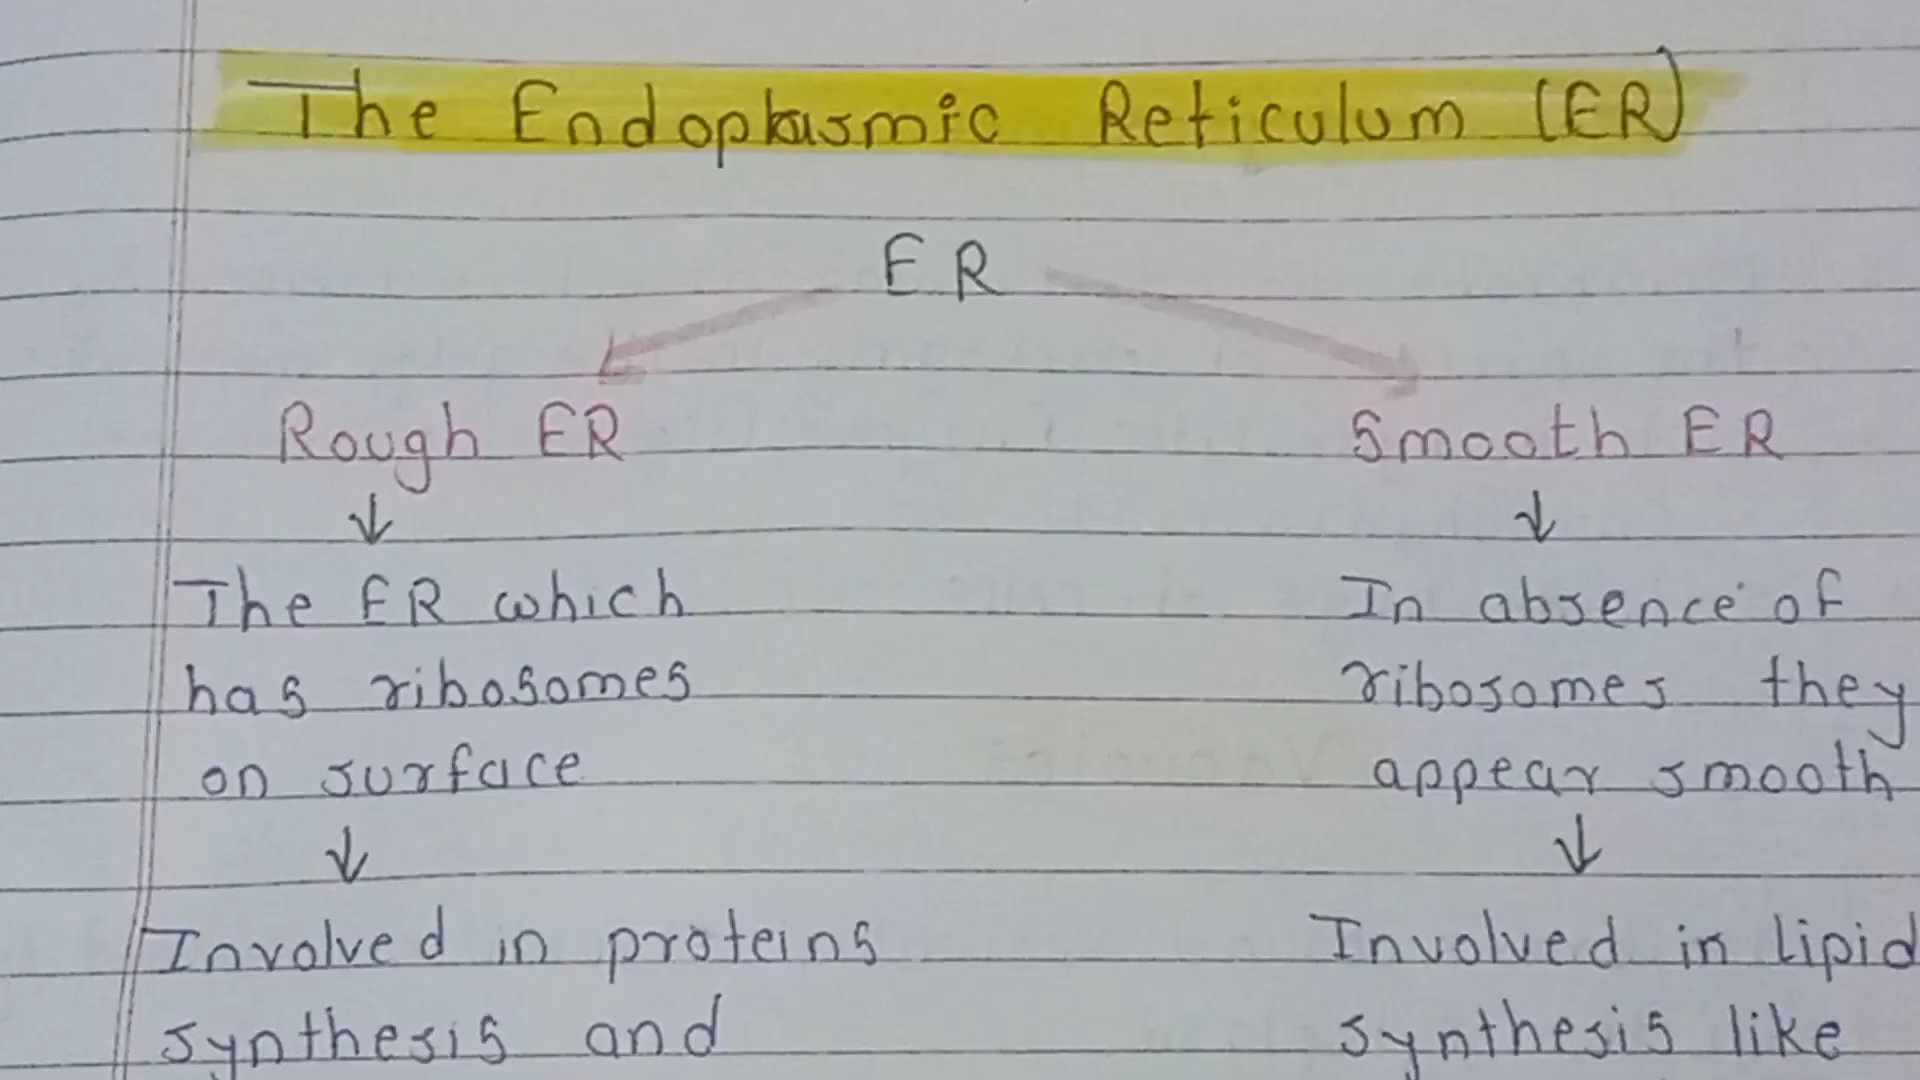 The Endoplasmic Reticulum (ER)
ER
Rough ER
↓
The ER which
has ribosomes
on surface
↓
Involved in proteins
synthesis and
Smooth ER
↓
In absence of
ribosomes they
appear smooth
↓
Involved in lipid
synthesis like